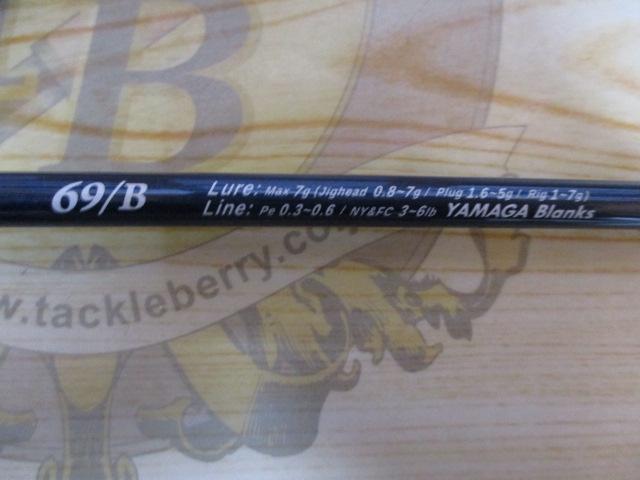 B
69/B
Lure: Max 7g (Jighead 0.8~7g / Plug 1.6~5g / Rig 1~7g)
Line: Pe 0.3~0.6 / NY&FC 3~6lb YAMAGA Blanks
w.tackleberry.co